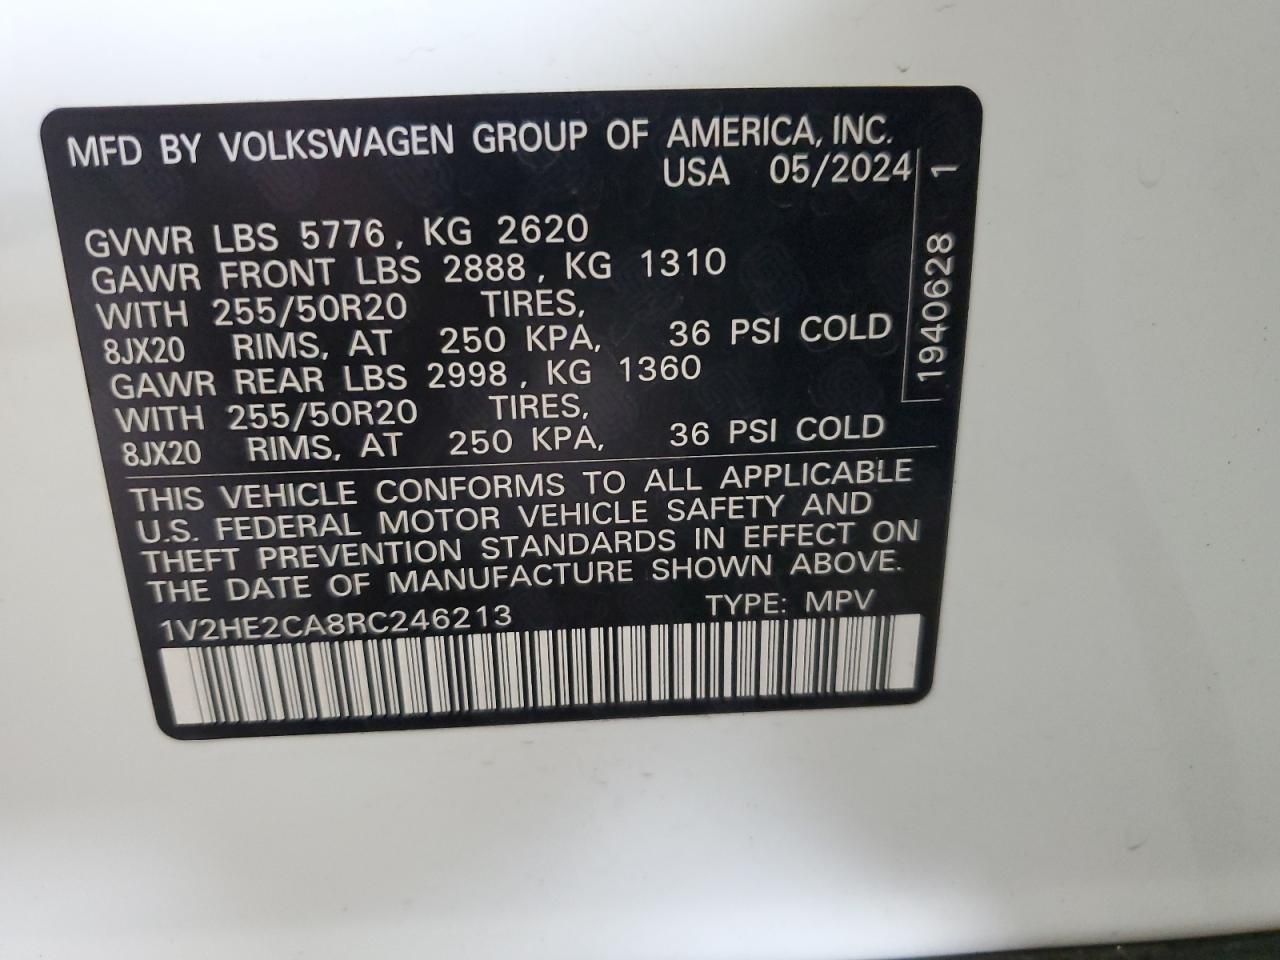 MFD BY VOLKSWAGEN GROUP OF AMERICA, INC.
USA 05/2024
GVWR LBS 5776, KG 2620
GAWR FRONT LBS 2888, KG 1310
WITH 255/50R20 TIRES,
8JX20 RIMS, AT 250 KPA, 36 PSI COLD
GAWR REAR LBS 2998, KG 1360
WITH 255/50R20 TIRES,
8JX20 RIMS, AT 250 KPA, 36 PSI COLD
THIS VEHICLE CONFORMS TO ALL APPLICABLE
U.S. FEDERAL MOTOR VEHICLE SAFETY AND
THEFT PREVENTION STANDARDS IN EFFECT ON
THE DATE OF MANUFACTURE SHOWN ABOVE.
1V2HE2CA8RC246213 TYPE: MPV
1940628 1